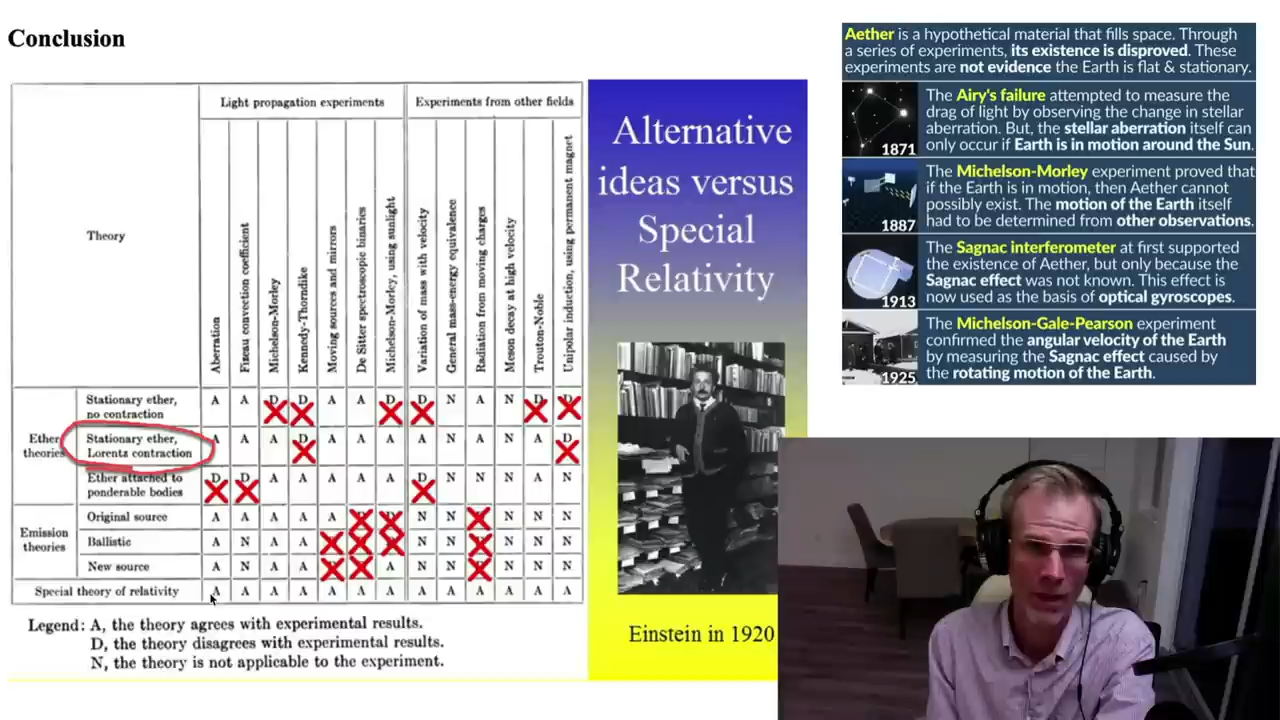 Conclusion
Theory
Light propagation experiments
Experiments from other fields
Aberration
Fizeau convection coefficient
Michelson-Morley
Kennedy-Thorndike
Moving sources and mirrors
De Sitter spectroscopic binaries
Michelson-Morley, using sunlight
Variation of mass with velocity
General mass-energy equivalence
Radiation from moving charges
Meson decay at high velocity
Trouton-Noble
Unipolar induction, using permanent magnet
Ether theories
Stationary ether, no contraction
A A D D A A D D N A N D D
Stationary ether, Lorentz contraction
A A A D A A A A N A N A D
Ether attached to ponderable bodies
D D A A A A A D N N N A N
Emission theories
Original source
A A A A A N N N N N
Ballistic
A N A A N N N N N
New source
A N A A A N N N N N
Special theory of relativity
A A A A A A A A A A A A A
Legend: A, the theory agrees with experimental results.
D, the theory disagrees with experimental results.
N, the theory is not applicable to the experiment.
Alternative
ideas versus
Special
Relativity
Einstein in 1920
Aether is a hypothetical material that fills space. Through
a series of experiments, its existence is disproved. These
experiments are not evidence the Earth is flat & stationary.
1871
The Airy's failure attempted to measure the
drag of light by observing the change in stellar
aberration. But, the stellar aberration itself can
only occur if Earth is in motion around the Sun.
1887
The Michelson-Morley experiment proved that
if the Earth is in motion, then Aether cannot
possibly exist. The motion of the Earth itself
had to be determined from other observations.
1913
The Sagnac interferometer at first supported
the existence of Aether, but only because the
Sagnac effect was not known. This effect is
now used as the basis of optical gyroscopes.
1925
The Michelson-Gale-Pearson experiment
confirmed the angular velocity of the Earth
by measuring the Sagnac effect caused by
the rotating motion of the Earth.